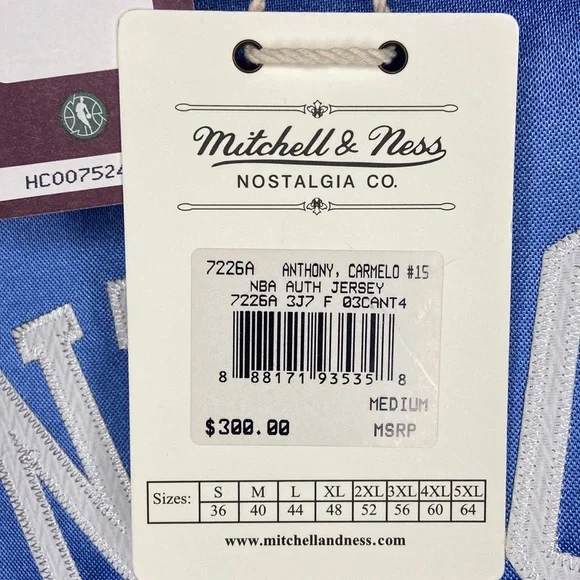 HC007524
Mitchell & Ness
NOSTALGIA CO.
7226A ANTHONY, CARMELO #15
NBA AUTH JERSEY
7226A 3J7 F 03CANT4
8 88171 93535 8
MEDIUM
$300.00 MSRP
Sizes: S M L XL 2XL 3XL 4XL 5XL
36 40 44 48 52 56 60 64
www.mitchellandness.com